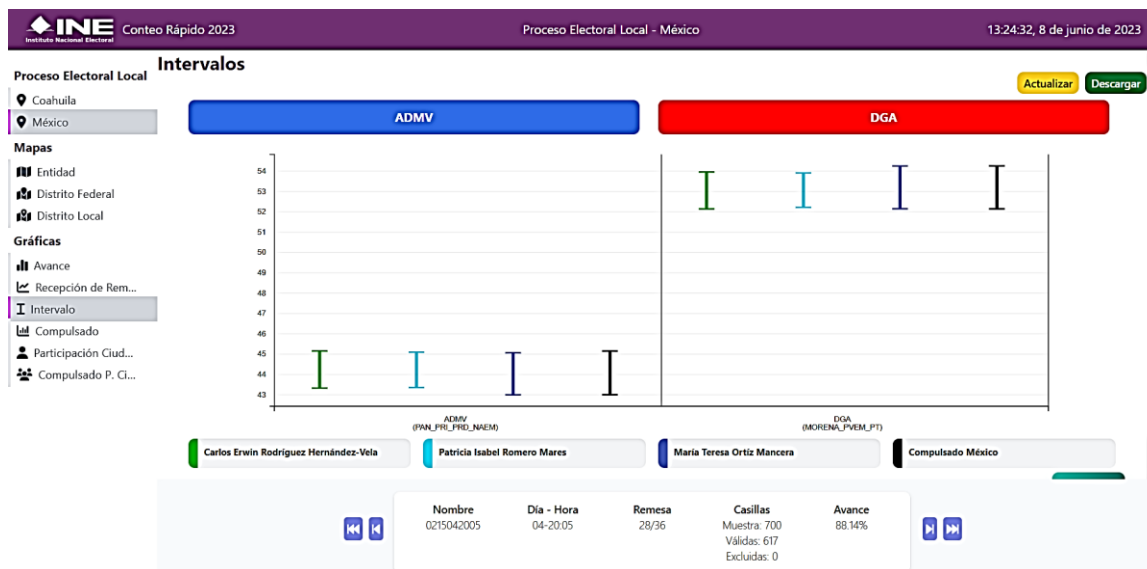 INE
Instituto Nacional Electoral
Conteo Rápido 2023
Proceso Electoral Local - México
13:24:32, 8 de junio de 2023
Proceso Electoral Local
Coahuila
México
Mapas
Entidad
Distrito Federal
Distrito Local
Gráficas
Avance
Recepción de Rem...
Intervalo
Compulsado
Participación Ciud...
Compulsado P. Ci...
Intervalos
Actualizar
Descargar
ADMV
DGA
54
53
52
51
50
49
48
47
46
45
44
43
ADMV
(PAN_PRI_PRD_NAEM)
DGA
(MORENA_PVEM_PT)
Carlos Erwin Rodríguez Hernández-Vela
Patricia Isabel Romero Mares
María Teresa Ortíz Mancera
Compulsado México
Nombre
0215042005
Día - Hora
04-20:05
Remesa
28/36
Casillas
Muestra: 700
Válidas: 617
Excluidas: 0
Avance
88.14%